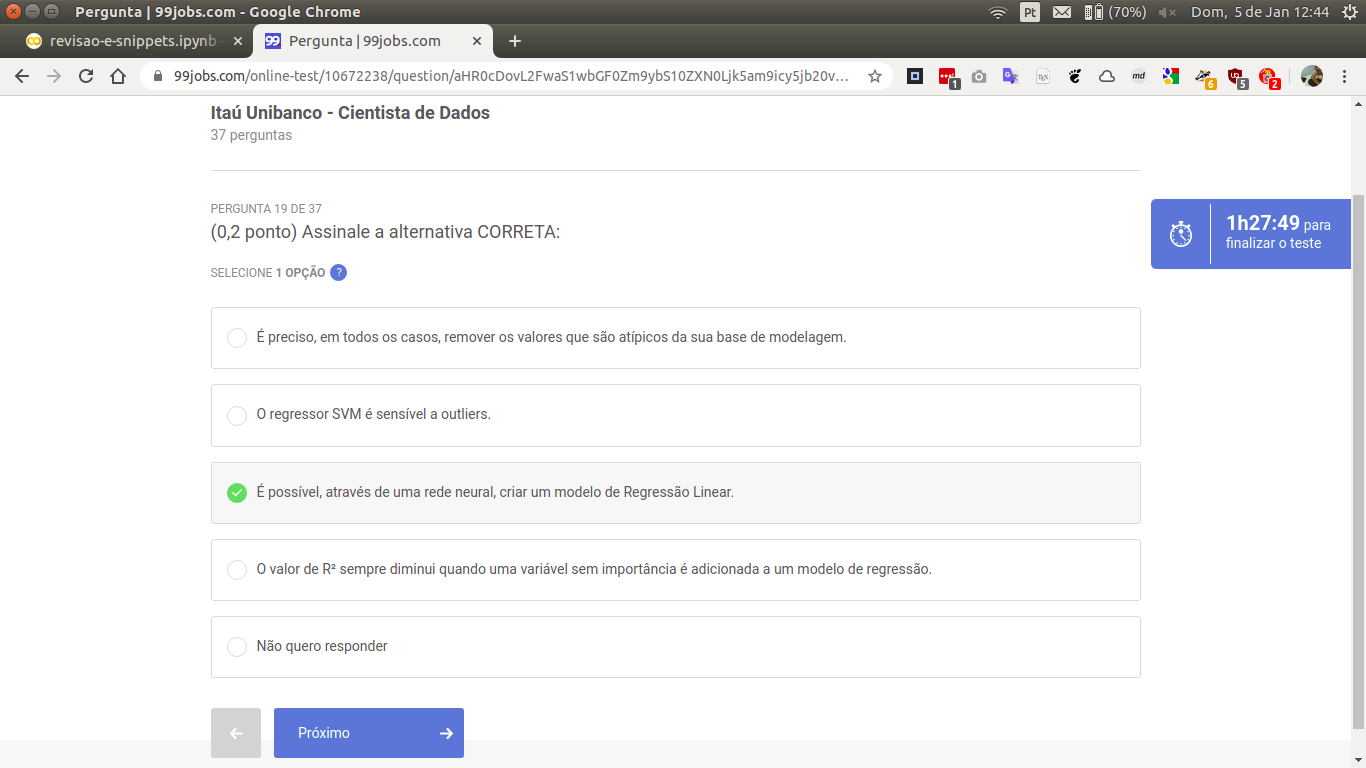 Pergunta | 99jobs.com - Google Chrome
Pt
(70%)
Dom, 5 de Jan 12:44
revisao-e-snippets.ipynb
99
Pergunta | 99jobs.com
99jobs.com/online-test/10672238/question/aHR0cDovL2FwaS1wbGF0Zm9ybS10ZXN0Ljk5am9icy5jb20v...
1
md
6
5
2
Itaú Unibanco - Cientista de Dados
37 perguntas
PERGUNTA 19 DE 37
(0,2 ponto) Assinale a alternativa CORRETA:
SELECIONE 1 OPÇÃO ?
1h27:49 para
finalizar o teste
É preciso, em todos os casos, remover os valores que são atípicos da sua base de modelagem.
O regressor SVM é sensível a outliers.
É possível, através de uma rede neural, criar um modelo de Regressão Linear.
O valor de R² sempre diminui quando uma variável sem importância é adicionada a um modelo de regressão.
Não quero responder
Próximo